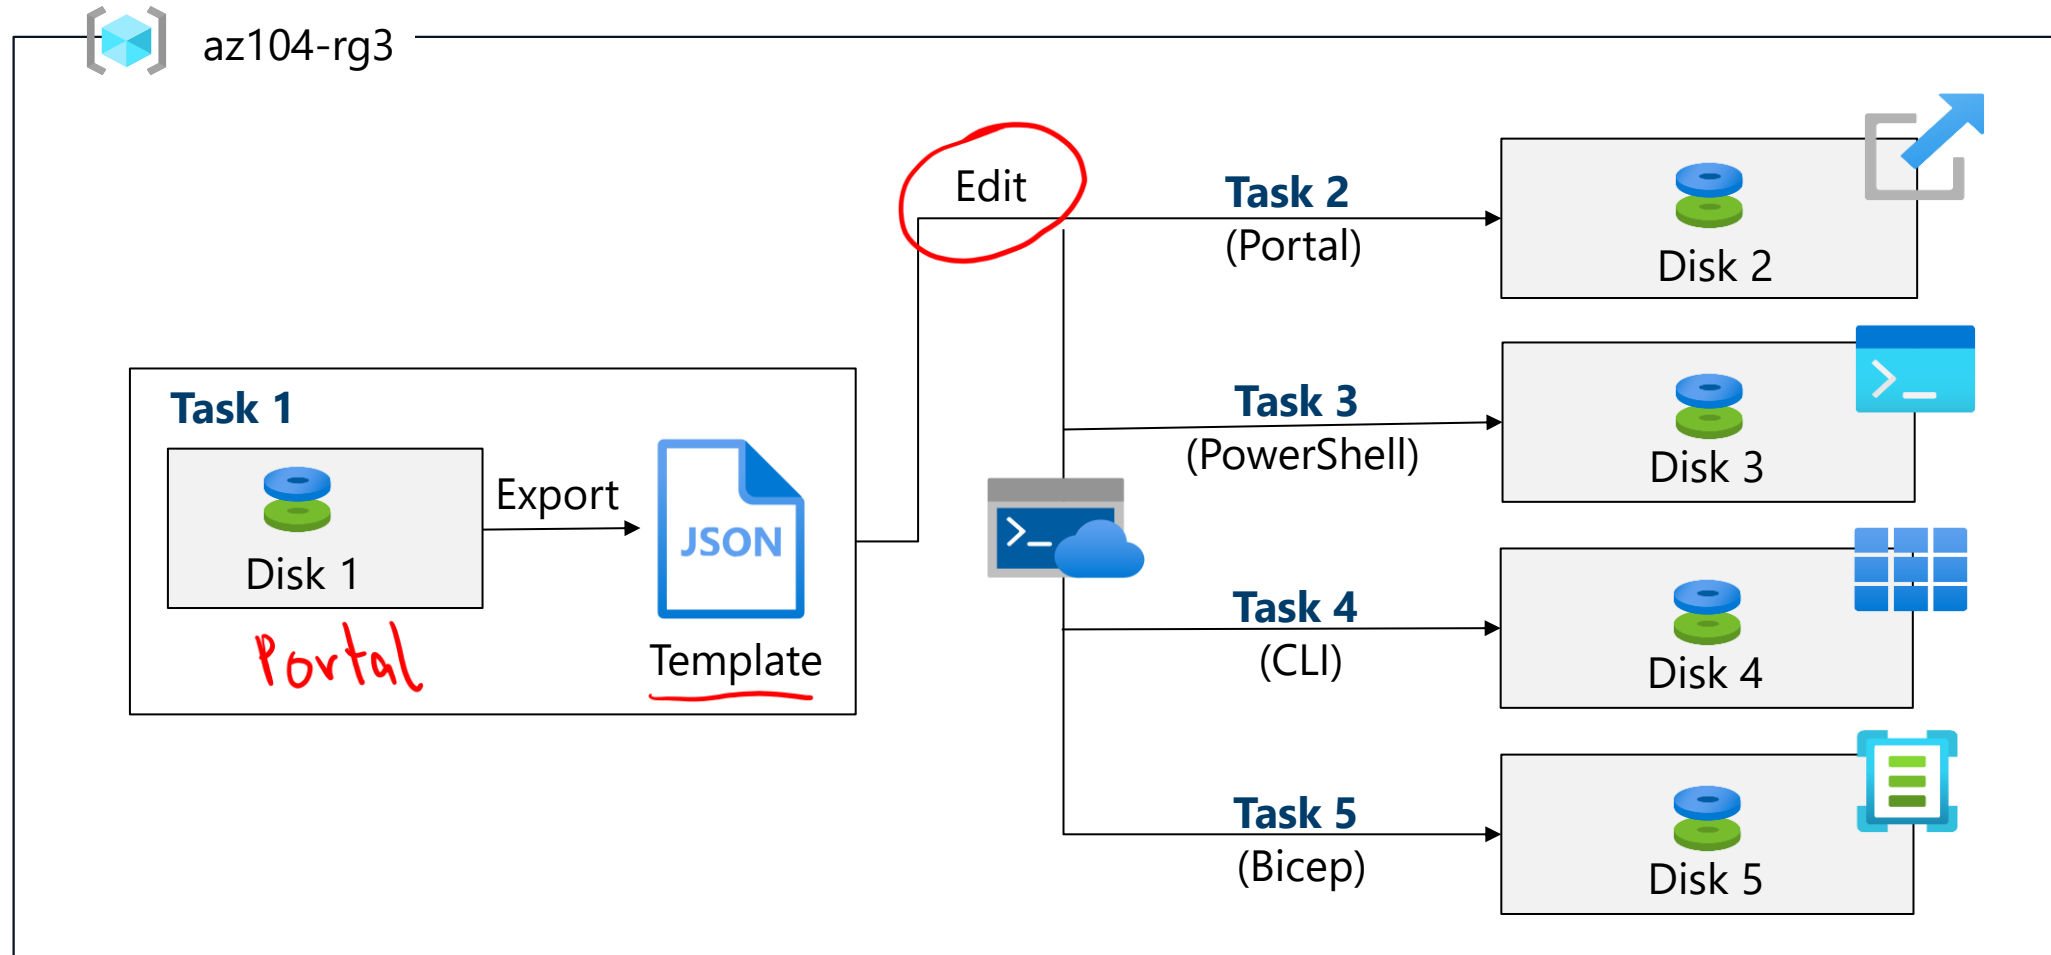 az104-rg3
Edit
Task 2
(Portal)
Disk 2
Task 1
Disk 1
Export
JSON
Template
Portal
Task 3
(PowerShell)
Disk 3
>_
>_
Task 4
(CLI)
Disk 4
Task 5
(Bicep)
Disk 5